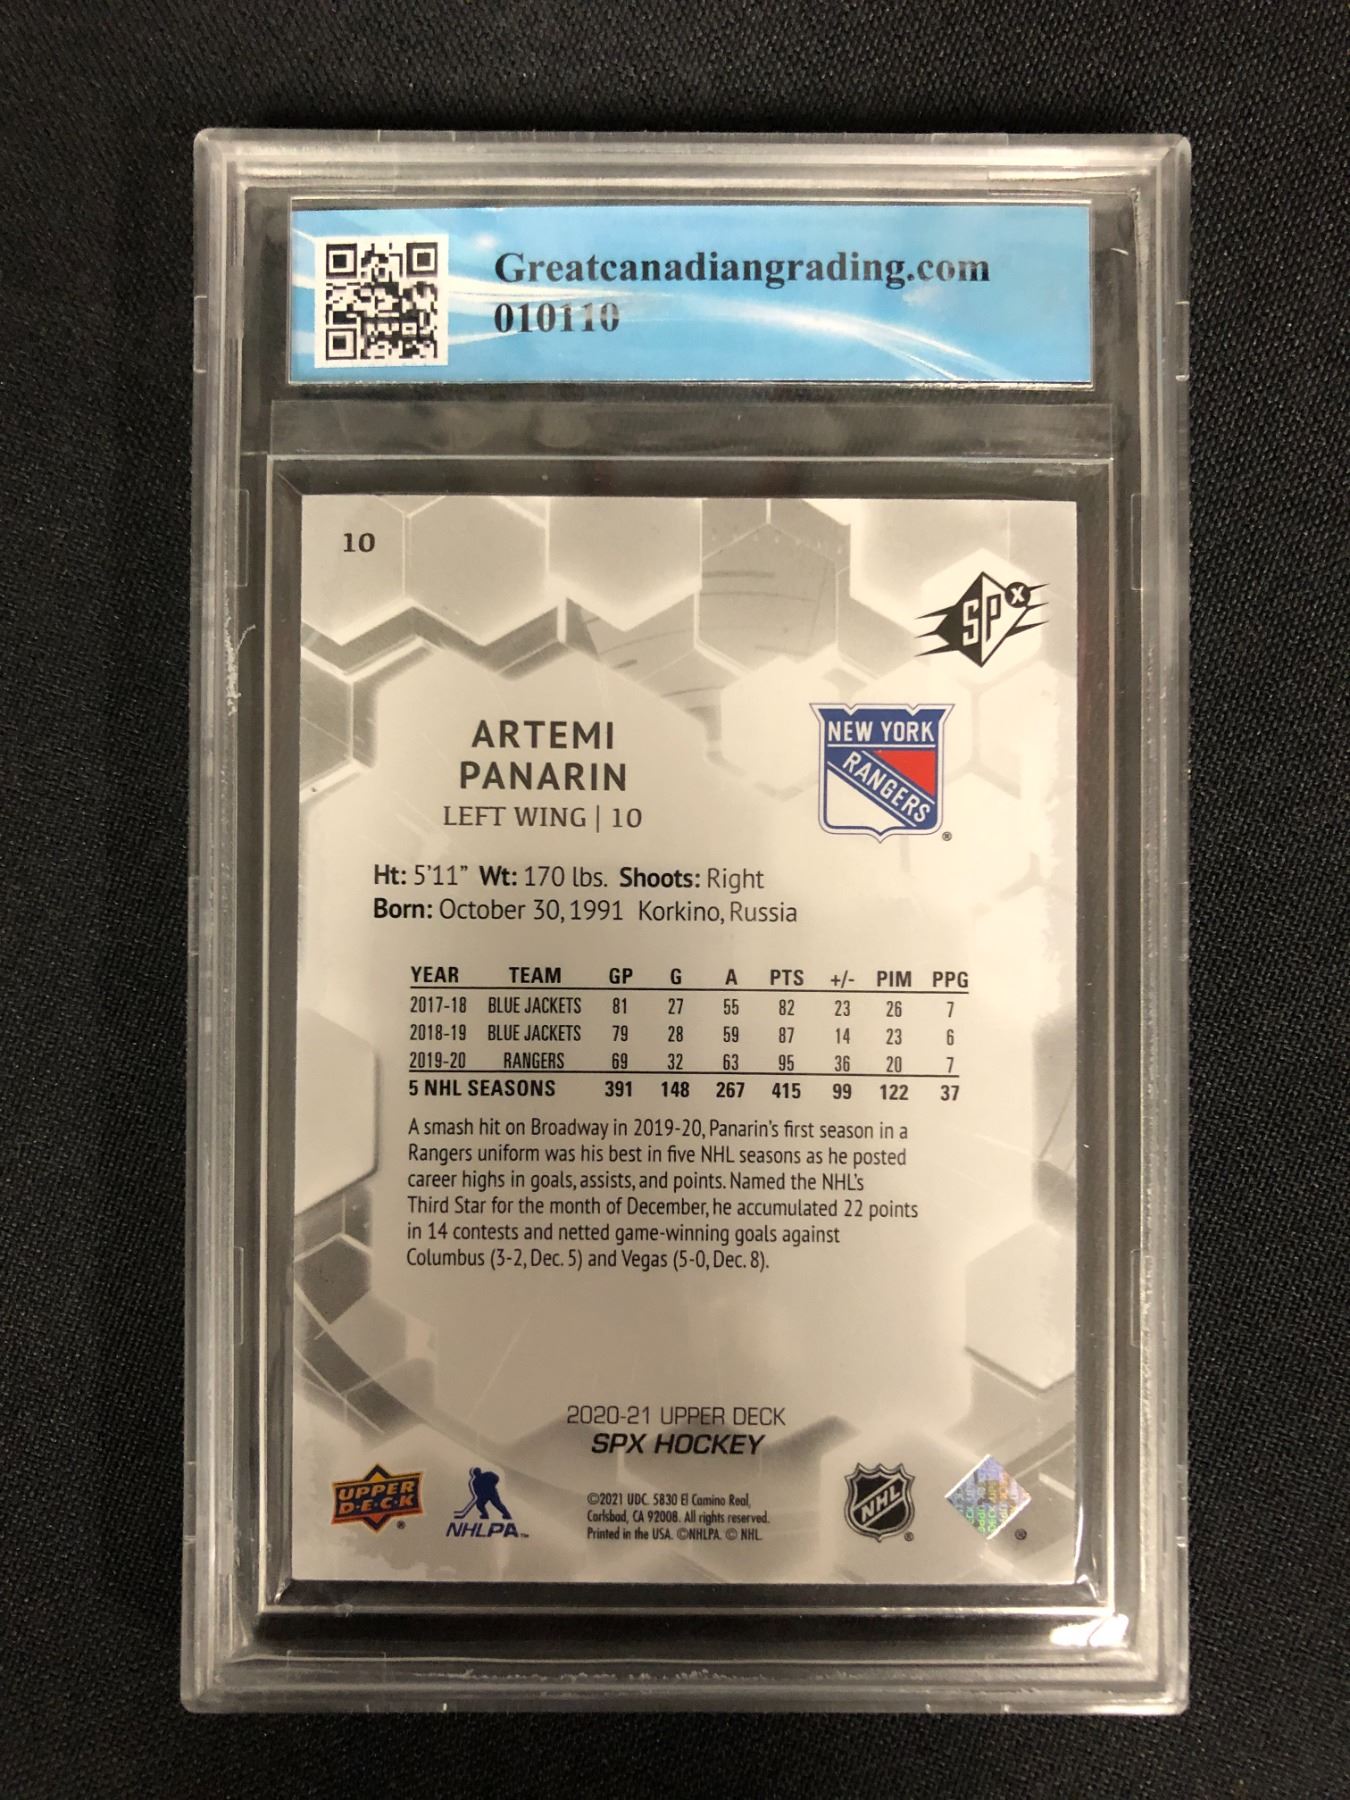 Greatcanadiangrading.com
010110
10
SPX
ARTEMI
PANARIN
LEFT WING | 10
NEW YORK
RANGERS
®
Ht: 5'11" Wt: 170 lbs. Shoots: Right
Born: October 30, 1991 Korkino, Russia
YEAR TEAM GP G A PTS +/- PIM PPG
2017-18 BLUE JACKETS 81 27 55 82 23 26 7
2018-19 BLUE JACKETS 79 28 59 87 14 23 6
2019-20 RANGERS 69 32 63 95 36 20 7
5 NHL SEASONS 391 148 267 415 99 122 37
A smash hit on Broadway in 2019-20, Panarin's first season in a
Rangers uniform was his best in five NHL seasons as he posted
career highs in goals, assists, and points. Named the NHL's
Third Star for the month of December, he accumulated 22 points
in 14 contests and netted game-winning goals against
Columbus (3-2, Dec. 5) and Vegas (5-0, Dec. 8).
2020-21 UPPER DECK
SPX HOCKEY
UPPER
D·E·C·K
®
NHLPA™
©2021 UDC. 5830 El Camino Real,
Carlsbad, CA 92008. All rights reserved.
Printed in the USA. ©NHLPA. © NHL.
NHL
®
®